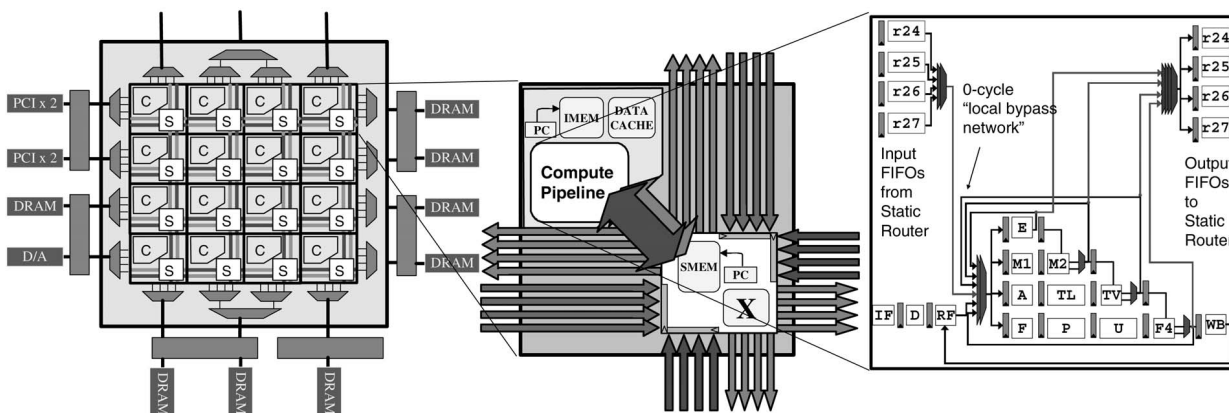 PCI x 2
PCI x 2
DRAM
D/A
C C C C
S S S S
C C C C
S S S S
C C C C
S S S S
C C C C
S S S S
DRAM
DRAM
DRAM
DRAM
DRAM
DRAM
DRAM
PC
IMEM
DATA
CACHE
Compute
Pipeline
SMEM
PC
X
r24
r25
r26
r27
Input
FIFOs
from
Static
Router
0-cycle
"local bypass
network"
r24
r25
r26
r27
Output
FIFOs
to
Static
Router
E
M1 M2
A TL TV
IF D RF F P U F4 WB